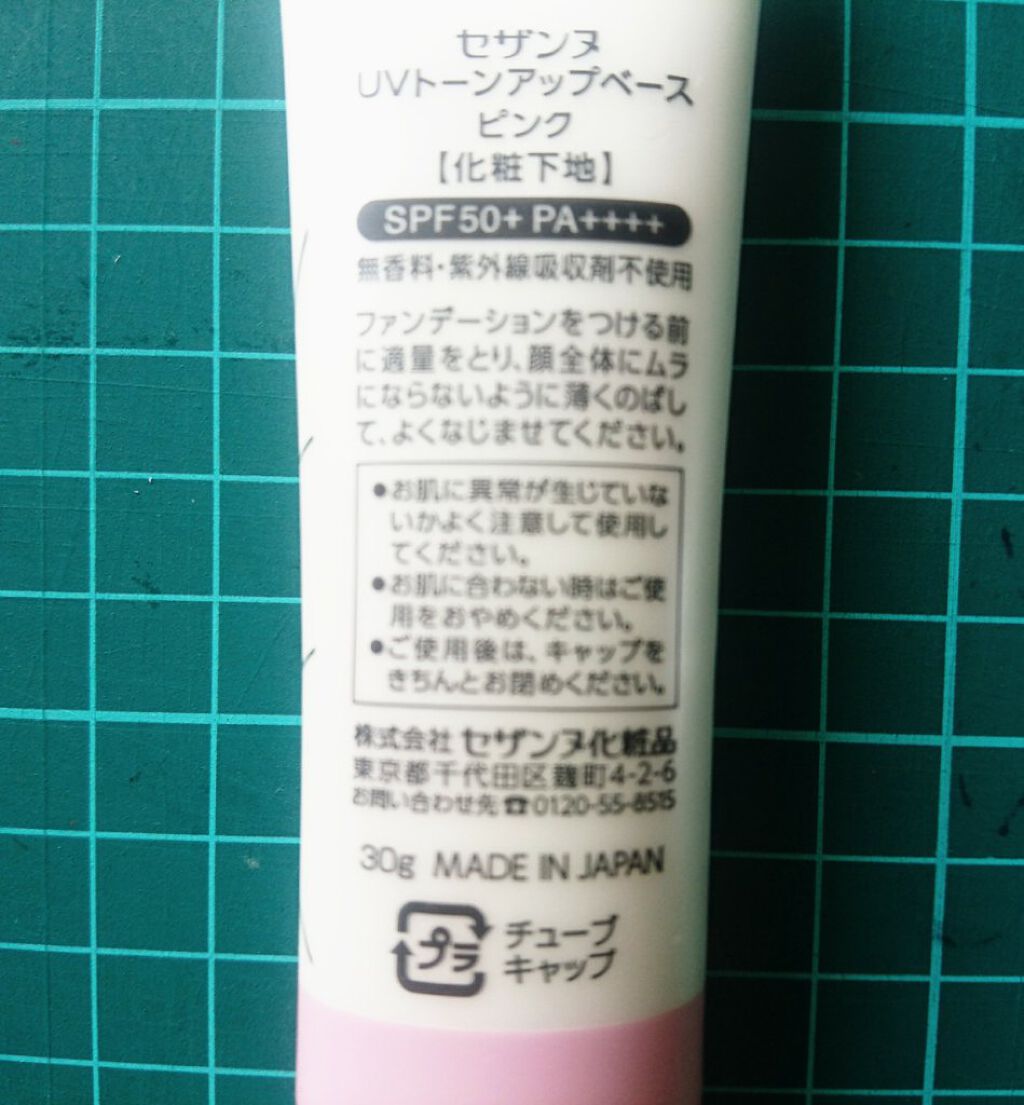 セザンヌ
UVトーンアップベース
ピンク
【化粧下地】
SPF50+ PA++++
無香料・紫外線吸収剤不使用
ファンデーションをつける前
に適量をとり、顔全体にムラ
にならないように薄くのばし
て、よくなじませてください。
●お肌に異常が生じていな
いかよく注意して使用し
てください。
●お肌に合わない時はご使
用をおやめください。
●ご使用後は、キャップを
きちんとお閉めください。
株式会社 セザンヌ化粧品
東京都千代田区麹町4-2-6
お問い合わせ先☎0120-55-8515
30g MADE IN JAPAN
プラ
チューブ
キャップ